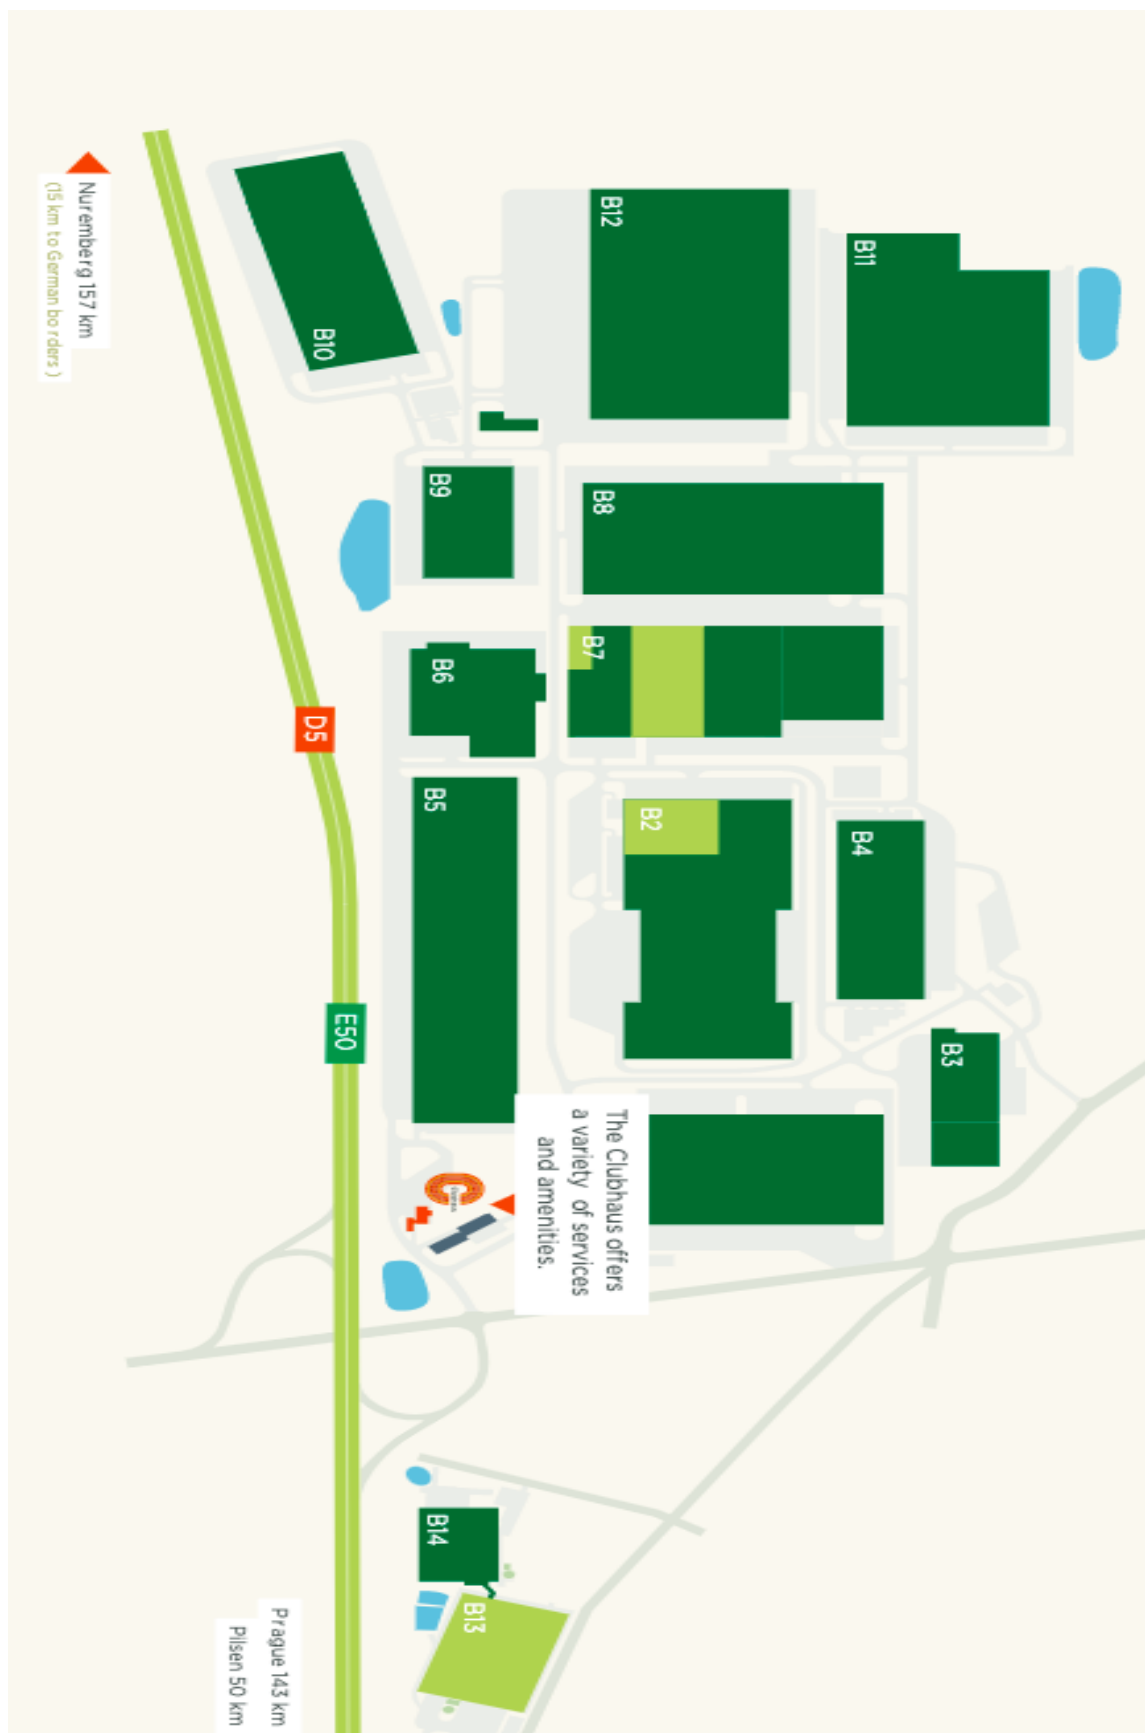 B11
B12
B10
B9
B8
B7
B6
B5
B2
B4
B3
D5
E50
Nuremberg 157 km
(15 km to German borders)
The Clubhaus offers
a variety of services
and amenities.
B14
B13
Prague 143 km
Pilsen 50 km